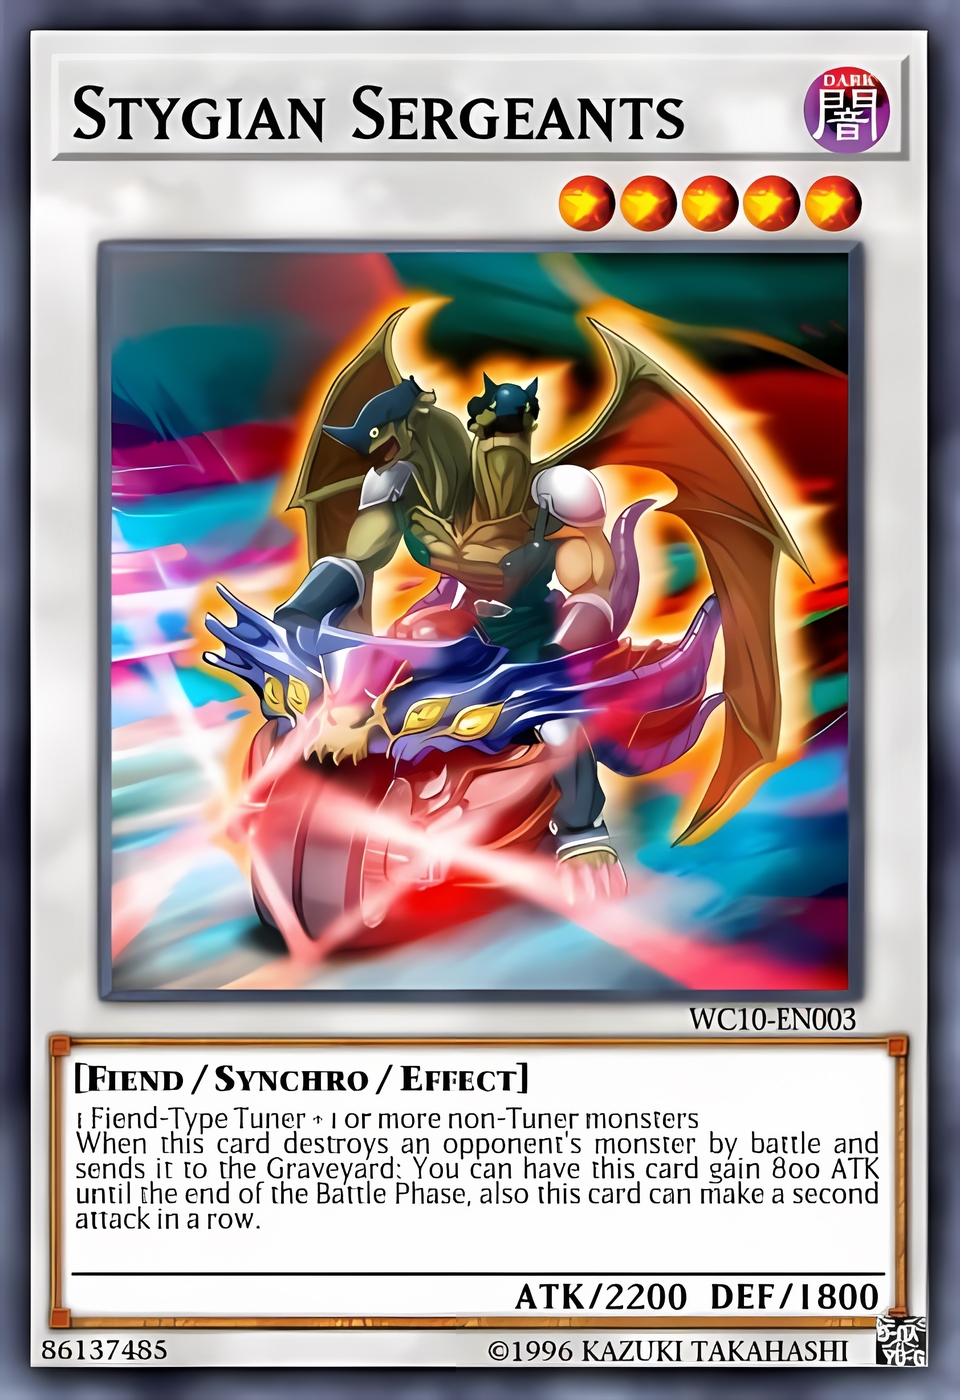 STYGIAN SERGEANTS
DARK
闇
WC10-EN003
[FIEND / SYNCHRO / EFFECT]
1 Fiend-Type Tuner + 1 or more non-Tuner monsters
When this card destroys an opponent's monster by battle and
sends it to the Graveyard: You can have this card gain 800 ATK
until the end of the Battle Phase, also this card can make a second
attack in a row.
ATK/2200 DEF/1800
86137485
©1996 KAZUKI TAKAHASHI